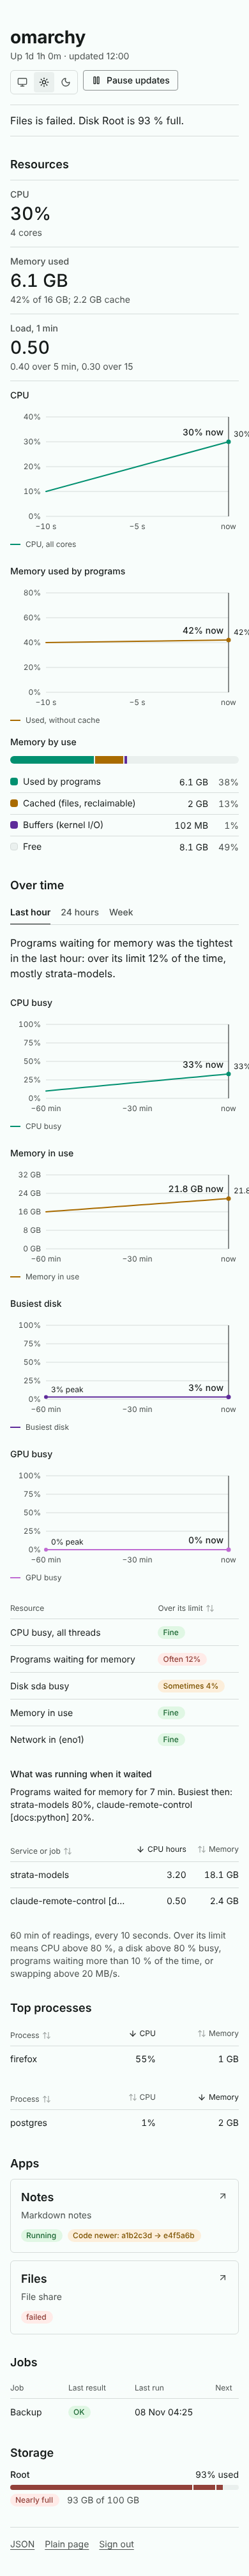 omarchy
Up 1d 1h 0m · updated 12:00
Pause updates
Files is failed. Disk Root is 93 % full.
Resources
CPU
30%
4 cores
Memory used
6.1 GB
42% of 16 GB; 2.2 GB cache
Load, 1 min
0.50
0.40 over 5 min, 0.30 over 15
CPU
40%
30% now
30%
30%
20%
10%
0%
−10 s −5 s now
CPU, all cores
Memory used by programs
80%
60%
42% now
42%
40%
20%
0%
−10 s −5 s now
Used, without cache
Memory by use
Used by programs 6.1 GB 38%
Cached (files, reclaimable) 2 GB 13%
Buffers (kernel I/O) 102 MB 1%
Free 8.1 GB 49%
Over time
Last hour 24 hours Week
Programs waiting for memory was the tightest
in the last hour: over its limit 12% of the time,
mostly strata-models.
CPU busy
100%
75%
50%
33% now
33%
25%
0%
−60 min −30 min now
CPU busy
Memory in use
32 GB
24 GB
21.8 GB now
21.8
16 GB
8 GB
0 GB
−60 min −30 min now
Memory in use
Busiest disk
100%
75%
50%
25%
3% peak 3% now
0%
−60 min −30 min now
Busiest disk
GPU busy
100%
75%
50%
25%
0% peak 0% now
0%
−60 min −30 min now
GPU busy
Resource Over its limit
CPU busy, all threads Fine
Programs waiting for memory Often 12%
Disk sda busy Sometimes 4%
Memory in use Fine
Network in (eno1) Fine
What was running when it waited
Programs waited for memory for 7 min. Busiest then:
strata-models 80%, claude-remote-control
[docs:python] 20%.
Service or job CPU hours Memory
strata-models 3.20 18.1 GB
claude-remote-control [d... 0.50 2.4 GB
60 min of readings, every 10 seconds. Over its limit
means CPU above 80 %, a disk above 80 % busy,
programs waiting more than 10 % of the time, or
swapping above 20 MB/s.
Top processes
Process CPU Memory
firefox 55% 1 GB
Process CPU Memory
postgres 1% 2 GB
Apps
Notes
Markdown notes
Running Code newer: a1b2c3d → e4f5a6b
Files
File share
failed
Jobs
Job Last result Last run Next
Backup OK 08 Nov 04:25
Storage
Root 93% used
Nearly full 93 GB of 100 GB
JSON Plain page Sign out